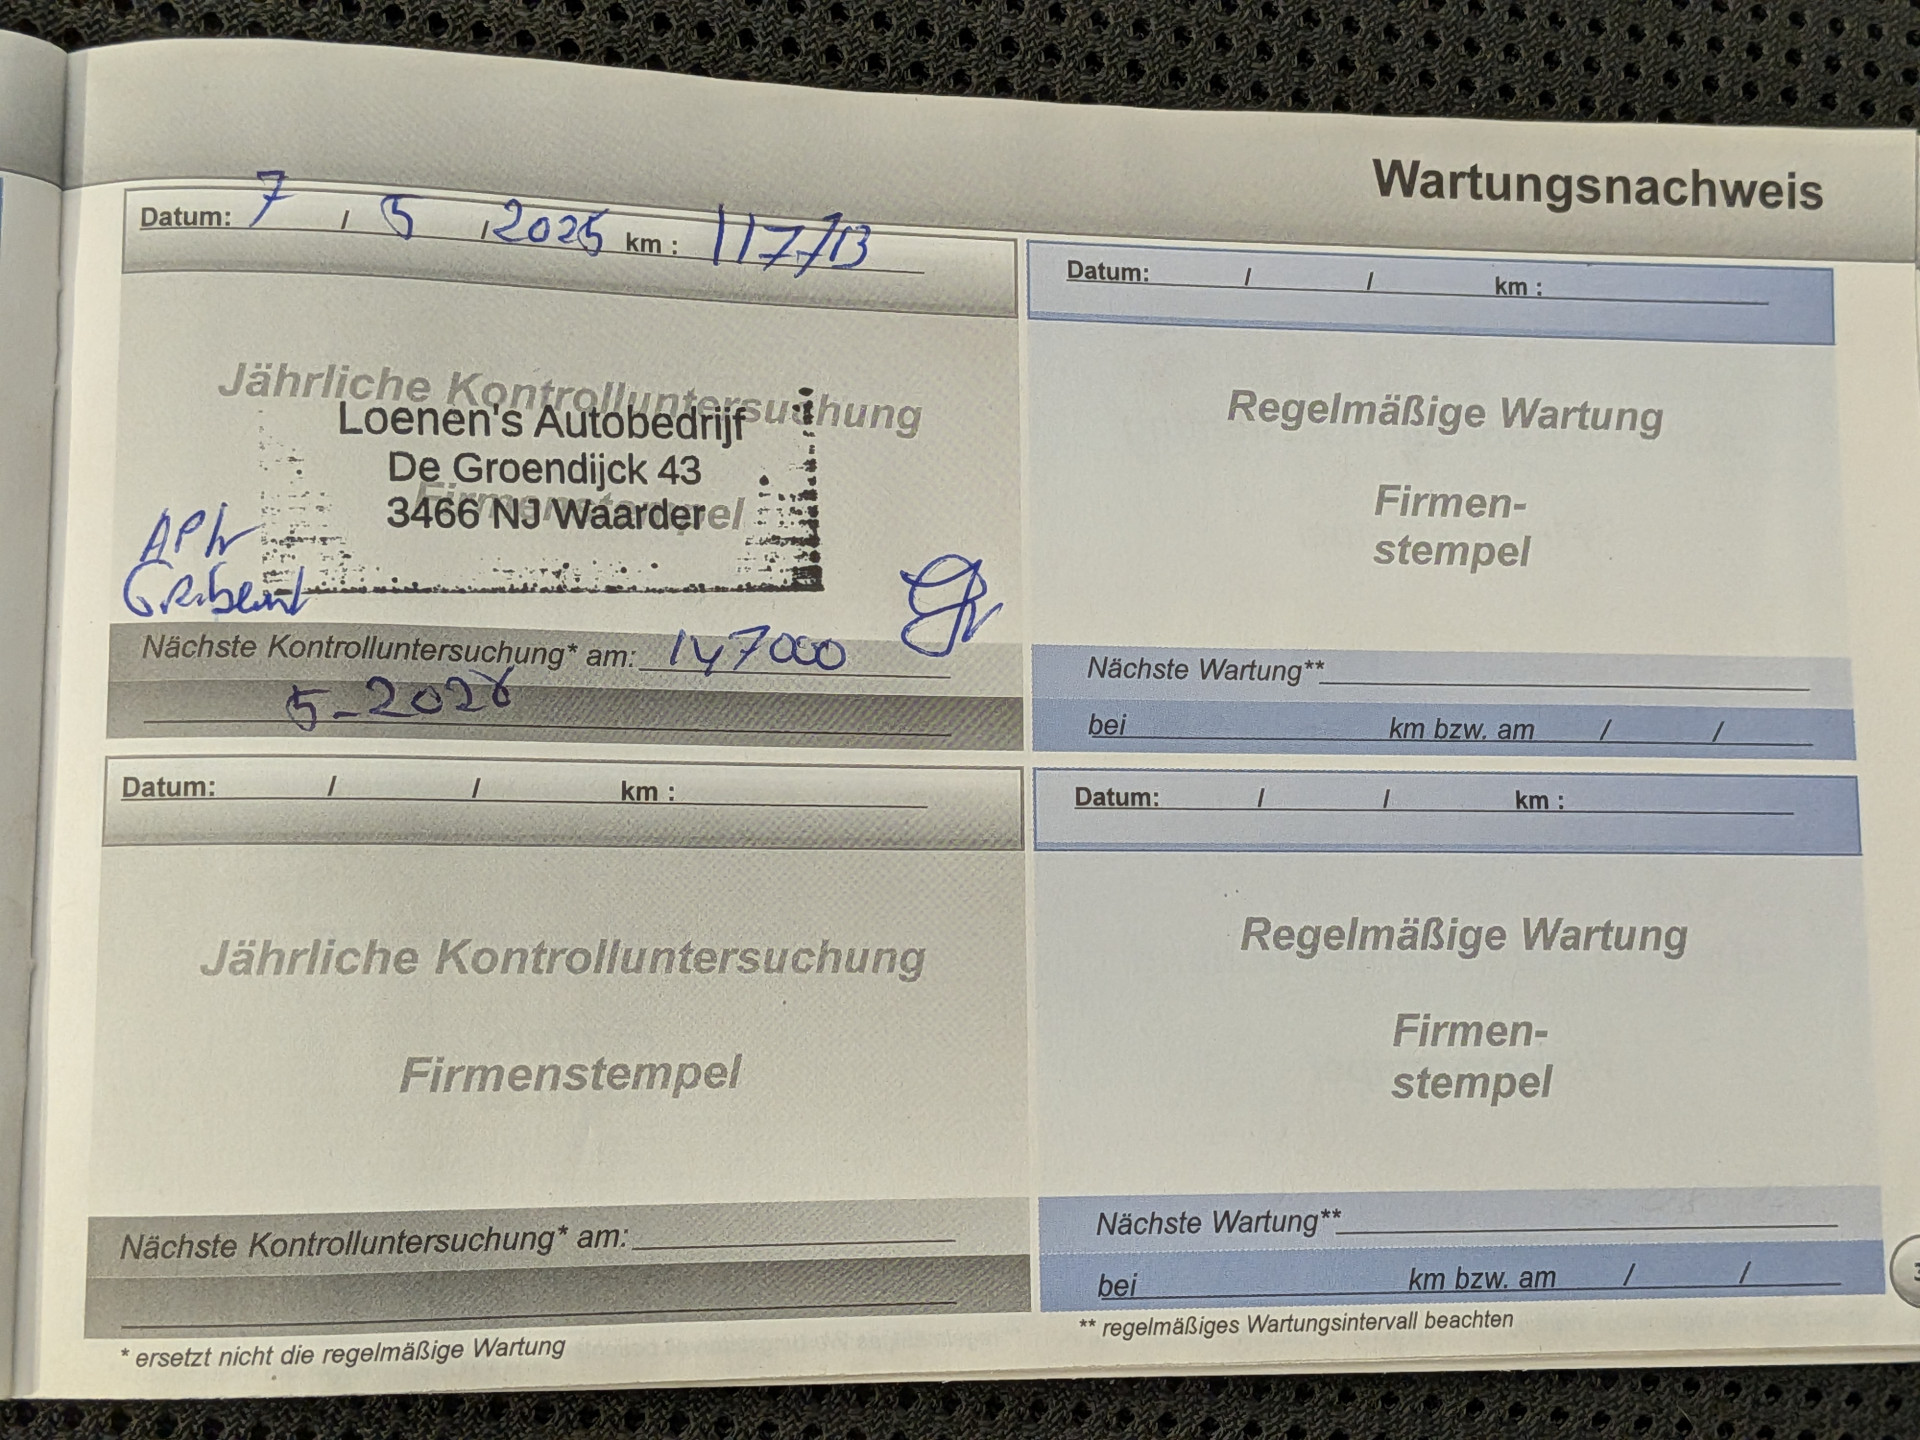 Wartungsnachweis
Datum: 7 / 5 / 2025 km : 117713
Jährliche Kontrolluntersuchung
Firmenstempel
Loenen's Autobedrijf
De Groendijck 43
3466 NJ Waarder
Nächste Kontrolluntersuchung* am: 147000
5-2026
Datum: / / km :
Regelmäßige Wartung
Firmen-
stempel
Nächste Wartung**
bei km bzw. am / /
Datum: / / km :
Jährliche Kontrolluntersuchung
Firmenstempel
Nächste Kontrolluntersuchung* am:
* ersetzt nicht die regelmäßige Wartung
Datum: / / km :
Regelmäßige Wartung
Firmen-
stempel
Nächste Wartung**
bei km bzw. am / /
** regelmäßiges Wartungsintervall beachten